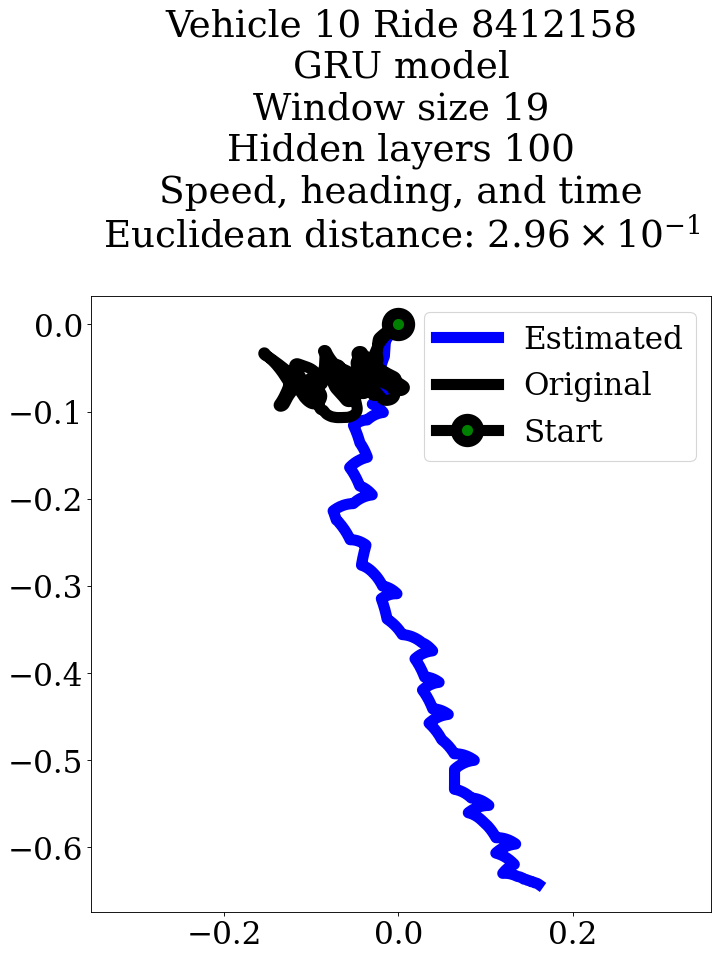 Vehicle 10 Ride 8412158
GRU model
Window size 19
Hidden layers 100
Speed, heading, and time
Euclidean distance: 2.96 × 10⁻¹
Estimated
Original
Start
0.0
−0.1
−0.2
−0.3
−0.4
−0.5
−0.6
−0.2
0.0
0.2